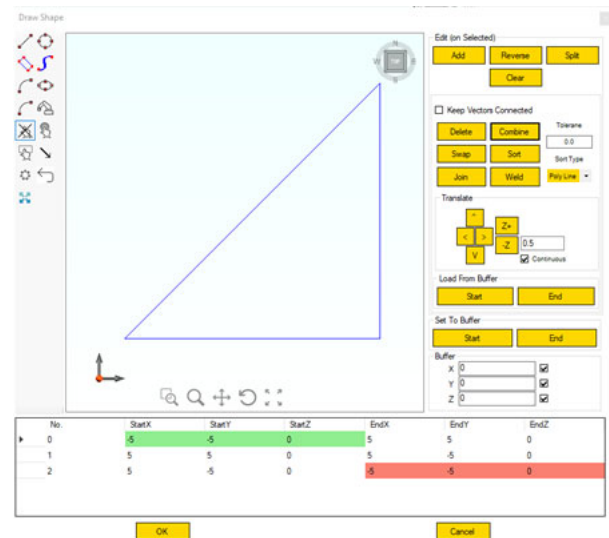 Draw Shape
Edit (on Selected)
Add Reverse Split
Clear
Keep Vectors Connected
Delete Combine Tolerane
0.0
Swap Sort Sort Type
Join Weld Poly Line
Translate
^
< > Z+
V -Z 0.5
Continuous
Load From Buffer
Start End
Set To Buffer
Start End
Buffer
X 0
Y 0
Z 0
No. StartX StartY StartZ EndX EndY EndZ
0 -5 -5 0 5 5 0
1 5 5 0 5 -5 0
2 5 -5 0 -5 -5 0
OK Cancel